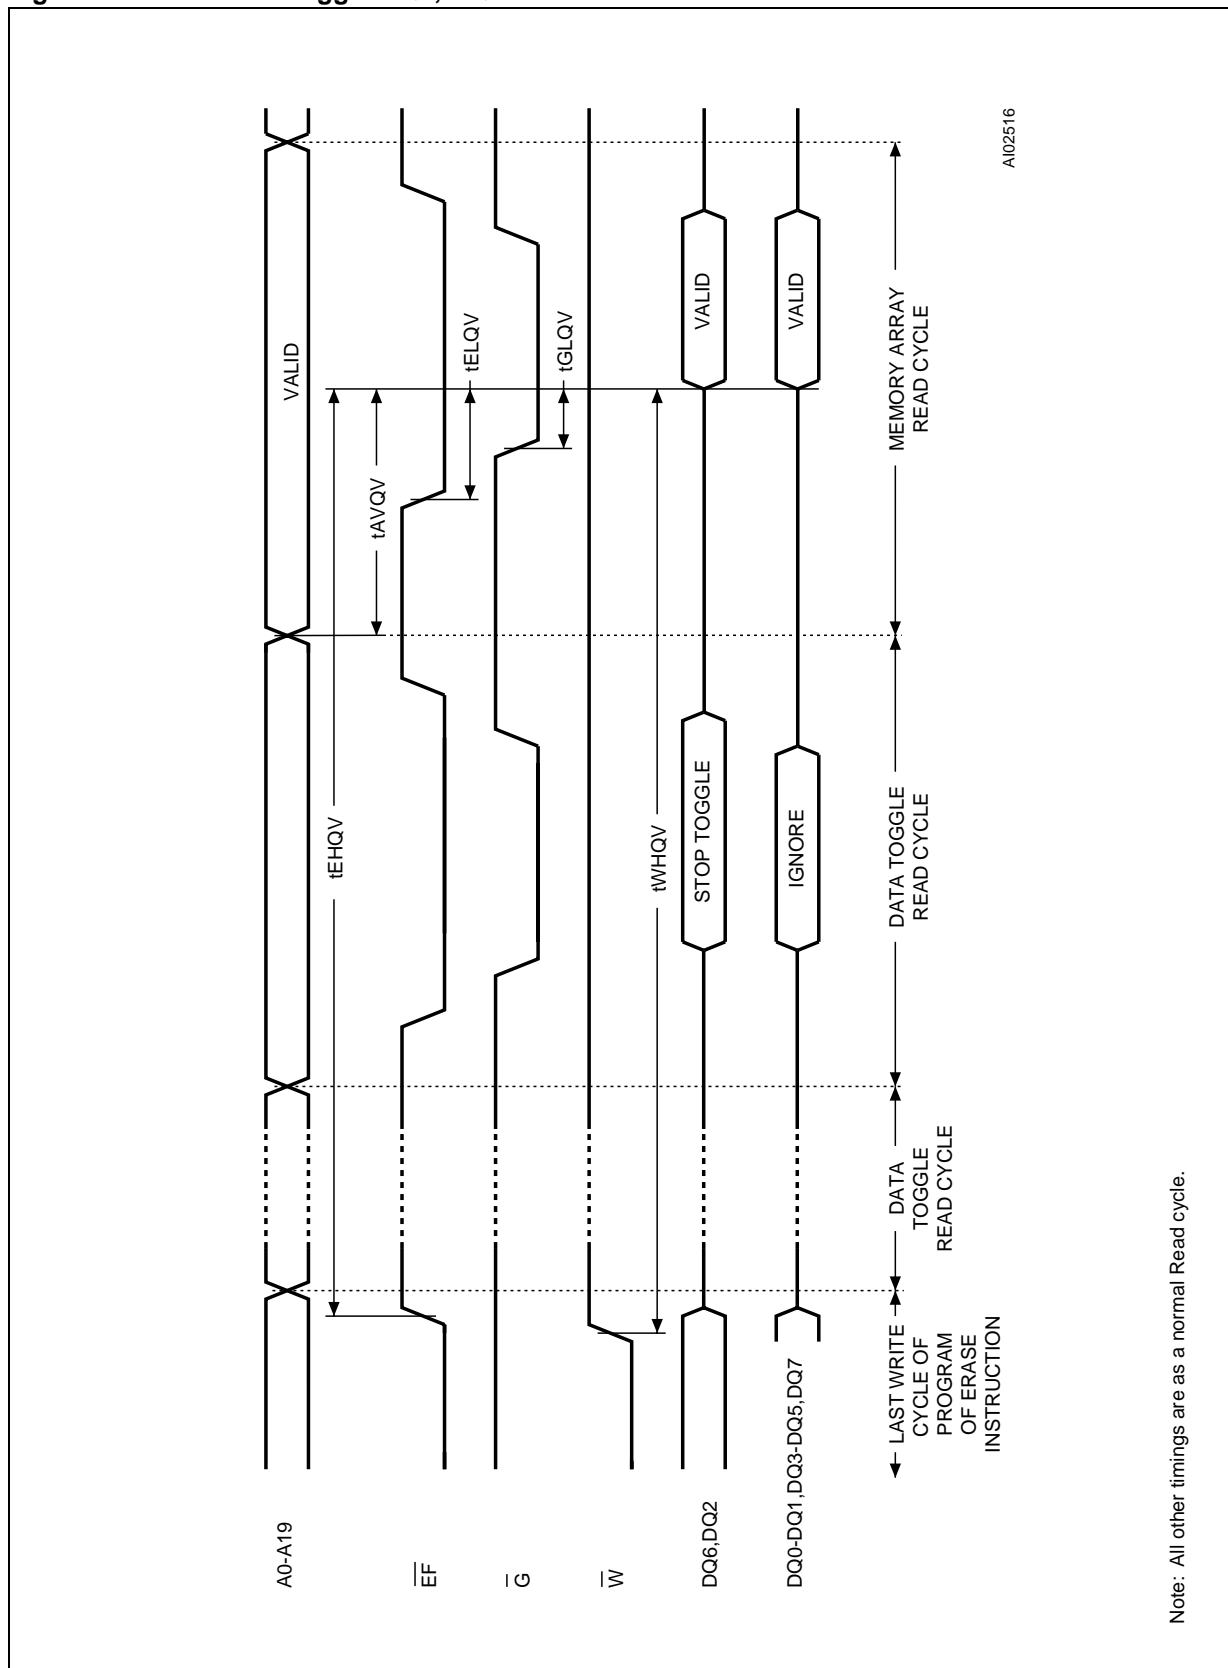 A0-A19
VALID
tEHQV
tAVQV
EF
tELQV
G
tGLQV
W
tWHQV
DQ6,DQ2
STOP TOGGLE
VALID
DQ0-DQ1,DQ3-DQ5,DQ7
IGNORE
VALID
LAST WRITE
CYCLE OF
PROGRAM
OF ERASE
INSTRUCTION
DATA
TOGGLE
READ CYCLE
DATA TOGGLE
READ CYCLE
MEMORY ARRAY
READ CYCLE
AI02516
Note: All other timings are as a normal Read cycle.